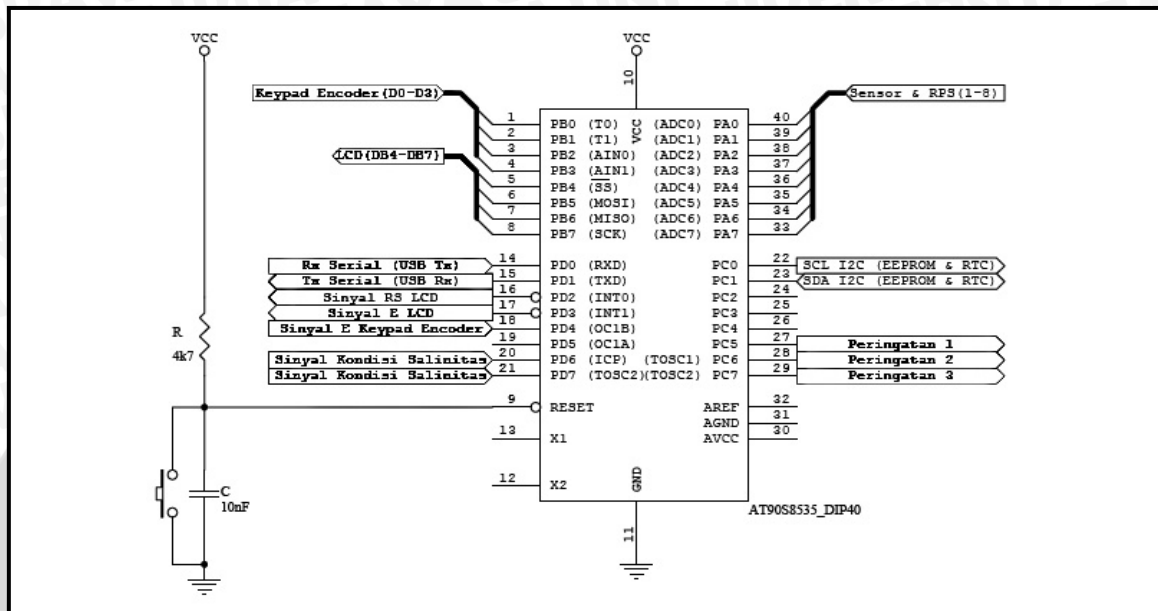 VCC
VCC
10
Keypad Encoder(D0-D3)
Sensor & RPS(1-8)
LCD(DB4-DB7)
1 PB0 (T0) VCC (ADC0) PA0 40
2 PB1 (T1) (ADC1) PA1 39
3 PB2 (AIN0) (ADC2) PA2 38
4 PB3 (AIN1) (ADC3) PA3 37
5 PB4 (SS) (ADC4) PA4 36
6 PB5 (MOSI) (ADC5) PA5 35
7 PB6 (MISO) (ADC6) PA6 34
8 PB7 (SCK) (ADC7) PA7 33
Rx Serial (USB Tx) 14 PD0 (RXD) PC0 22 SCL I2C (EEPROM & RTC)
Tx Serial (USB Rx) 15 PD1 (TXD) PC1 23 SDA I2C (EEPROM & RTC)
Sinyal RS LCD 16 PD2 (INT0) PC2 24
Sinyal E LCD 17 PD3 (INT1) PC3 25
Sinyal E Keypad Encoder 18 PD4 (OC1B) PC4 26
19 PD5 (OC1A) PC5 27 Peringatan 1
Sinyal Kondisi Salinitas 20 PD6 (ICP) (TOSC1) PC6 28 Peringatan 2
Sinyal Kondisi Salinitas 21 PD7 (TOSC2)(TOSC2) PC7 29 Peringatan 3
R
4k7
9 RESET AREF 32
AGND 31
13 X1 AVCC 30
12 X2 GND
C
10nF
AT90S8535_DIP40
11